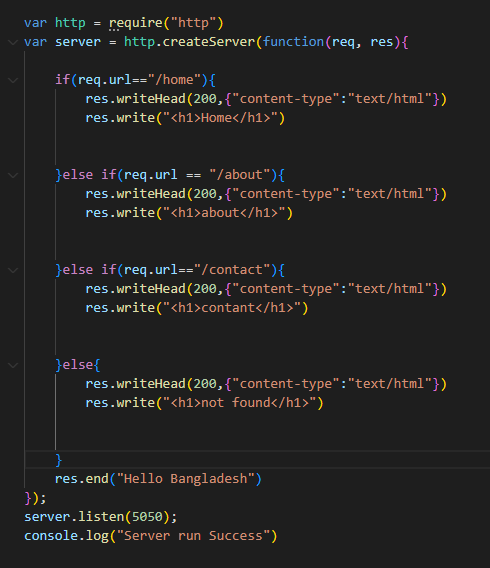 var http = require("http")
var server = http.createServer(function(req, res){
if(req.url=="/home"){
res.writeHead(200,{"content-type":"text/html"})
res.write("<h1>Home</h1>")
}else if(req.url == "/about"){
res.writeHead(200,{"content-type":"text/html"})
res.write("<h1>about</h1>")
}else if(req.url=="/contact"){
res.writeHead(200,{"content-type":"text/html"})
res.write("<h1>contant</h1>")
}else{
res.writeHead(200,{"content-type":"text/html"})
res.write("<h1>not found</h1>")
}
res.end("Hello Bangladesh")
});
server.listen(5050);
console.log("Server run Success")